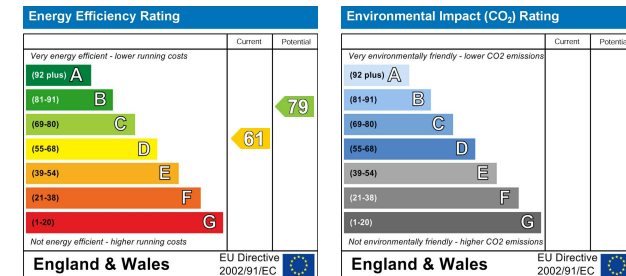 Energy Efficiency Rating
Current Potential
Very energy efficient - lower running costs
(92 plus) A
(81-91) B
79
(69-80) C
61
(55-68) D
(39-54) E
(21-38) F
(1-20) G
Not energy efficient - higher running costs
England & Wales
EU Directive
2002/91/EC
Environmental Impact (CO₂) Rating
Current Potential
Very environmentally friendly - lower CO2 emissions
(92 plus) A
(81-91) B
(69-80) C
(55-68) D
(39-54) E
(21-38) F
(1-20) G
Not environmentally friendly - higher CO2 emissions
England & Wales
EU Directive
2002/91/EC